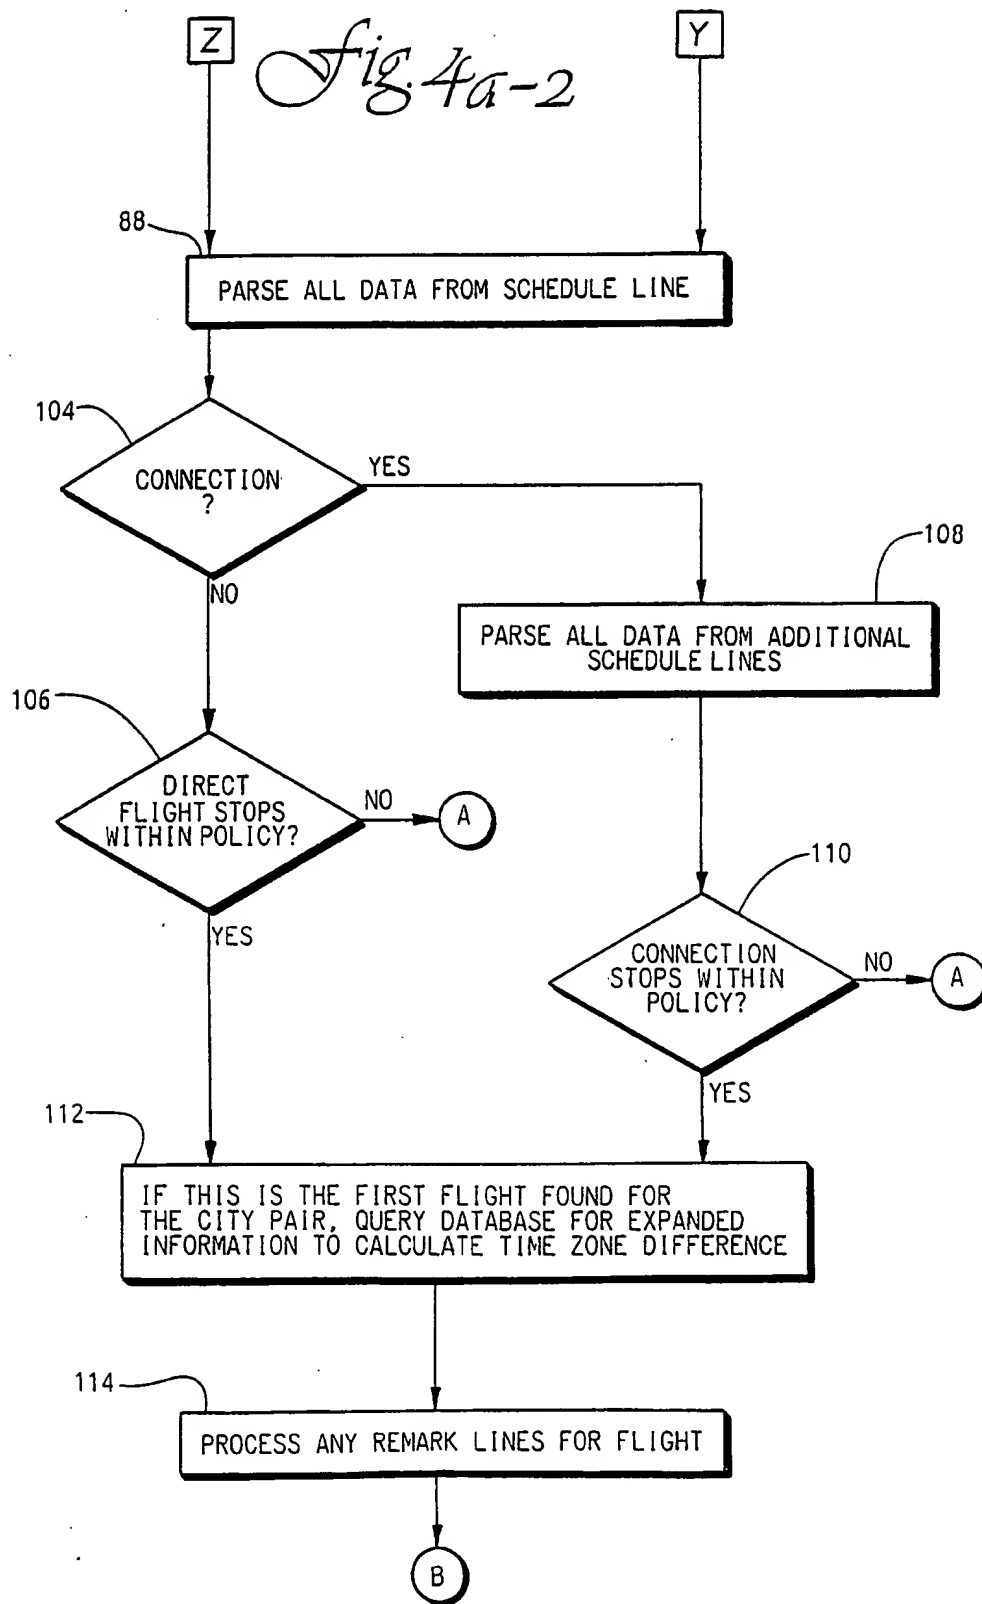 Z
Fig. 4a-2
Y
88
PARSE ALL DATA FROM SCHEDULE LINE
104
CONNECTION
?
YES
NO
108
PARSE ALL DATA FROM ADDITIONAL
SCHEDULE LINES
106
DIRECT
FLIGHT STOPS
WITHIN POLICY?
NO
A
YES
110
CONNECTION
STOPS WITHIN
POLICY?
NO
A
YES
112
IF THIS IS THE FIRST FLIGHT FOUND FOR
THE CITY PAIR, QUERY DATABASE FOR EXPANDED
INFORMATION TO CALCULATE TIME ZONE DIFFERENCE
114
PROCESS ANY REMARK LINES FOR FLIGHT
B